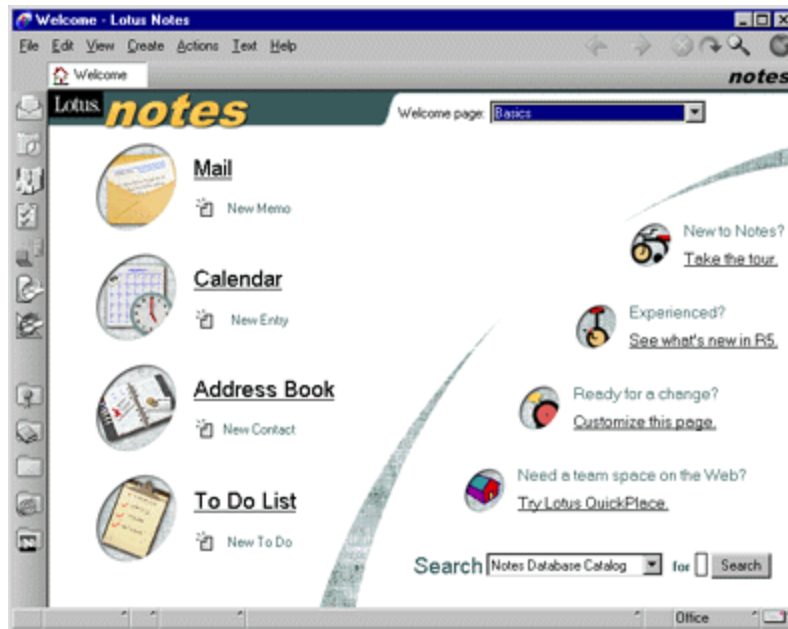 Welcome - Lotus Notes
File Edit View Create Actions Text Help
Welcome
notes
Lotus notes
Welcome page: Basics
Mail
New Memo
New to Notes?
Take the tour.
Calendar
New Entry
Experienced?
See what's new in R5.
Address Book
New Contact
Ready for a change?
Customize this page.
To Do List
New To Do
Need a team space on the Web?
Try Lotus QuickPlace.
Search Notes Database Catalog for Search
Office